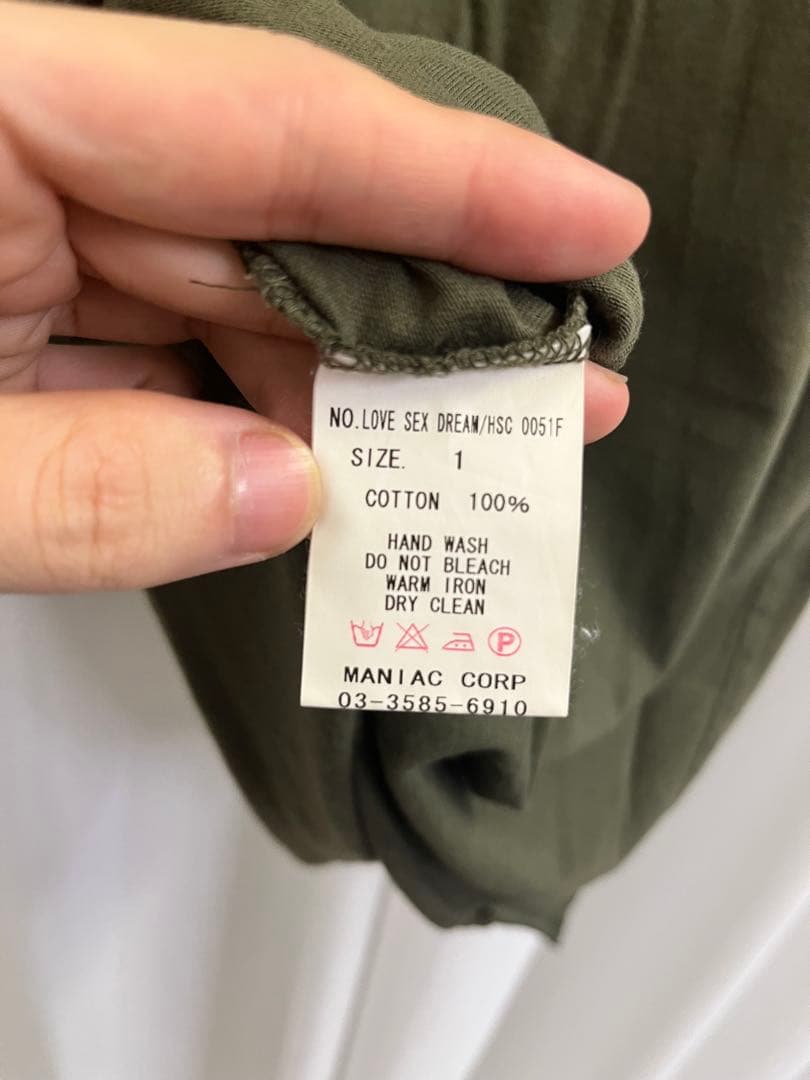 NO.LOVE SEX DREAM/HSC 0051F
SIZE. 1
COTTON 100%
HAND WASH
DO NOT BLEACH
WARM IRON
DRY CLEAN
P
MANIAC CORP
03-3585-6910